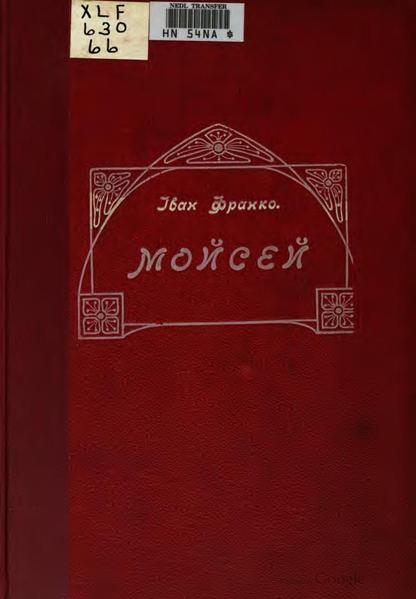 XLF
630
66
NEDL TRANSFER
HN 54NA $
Іван Франко.
МОЙСЕЙ
Google